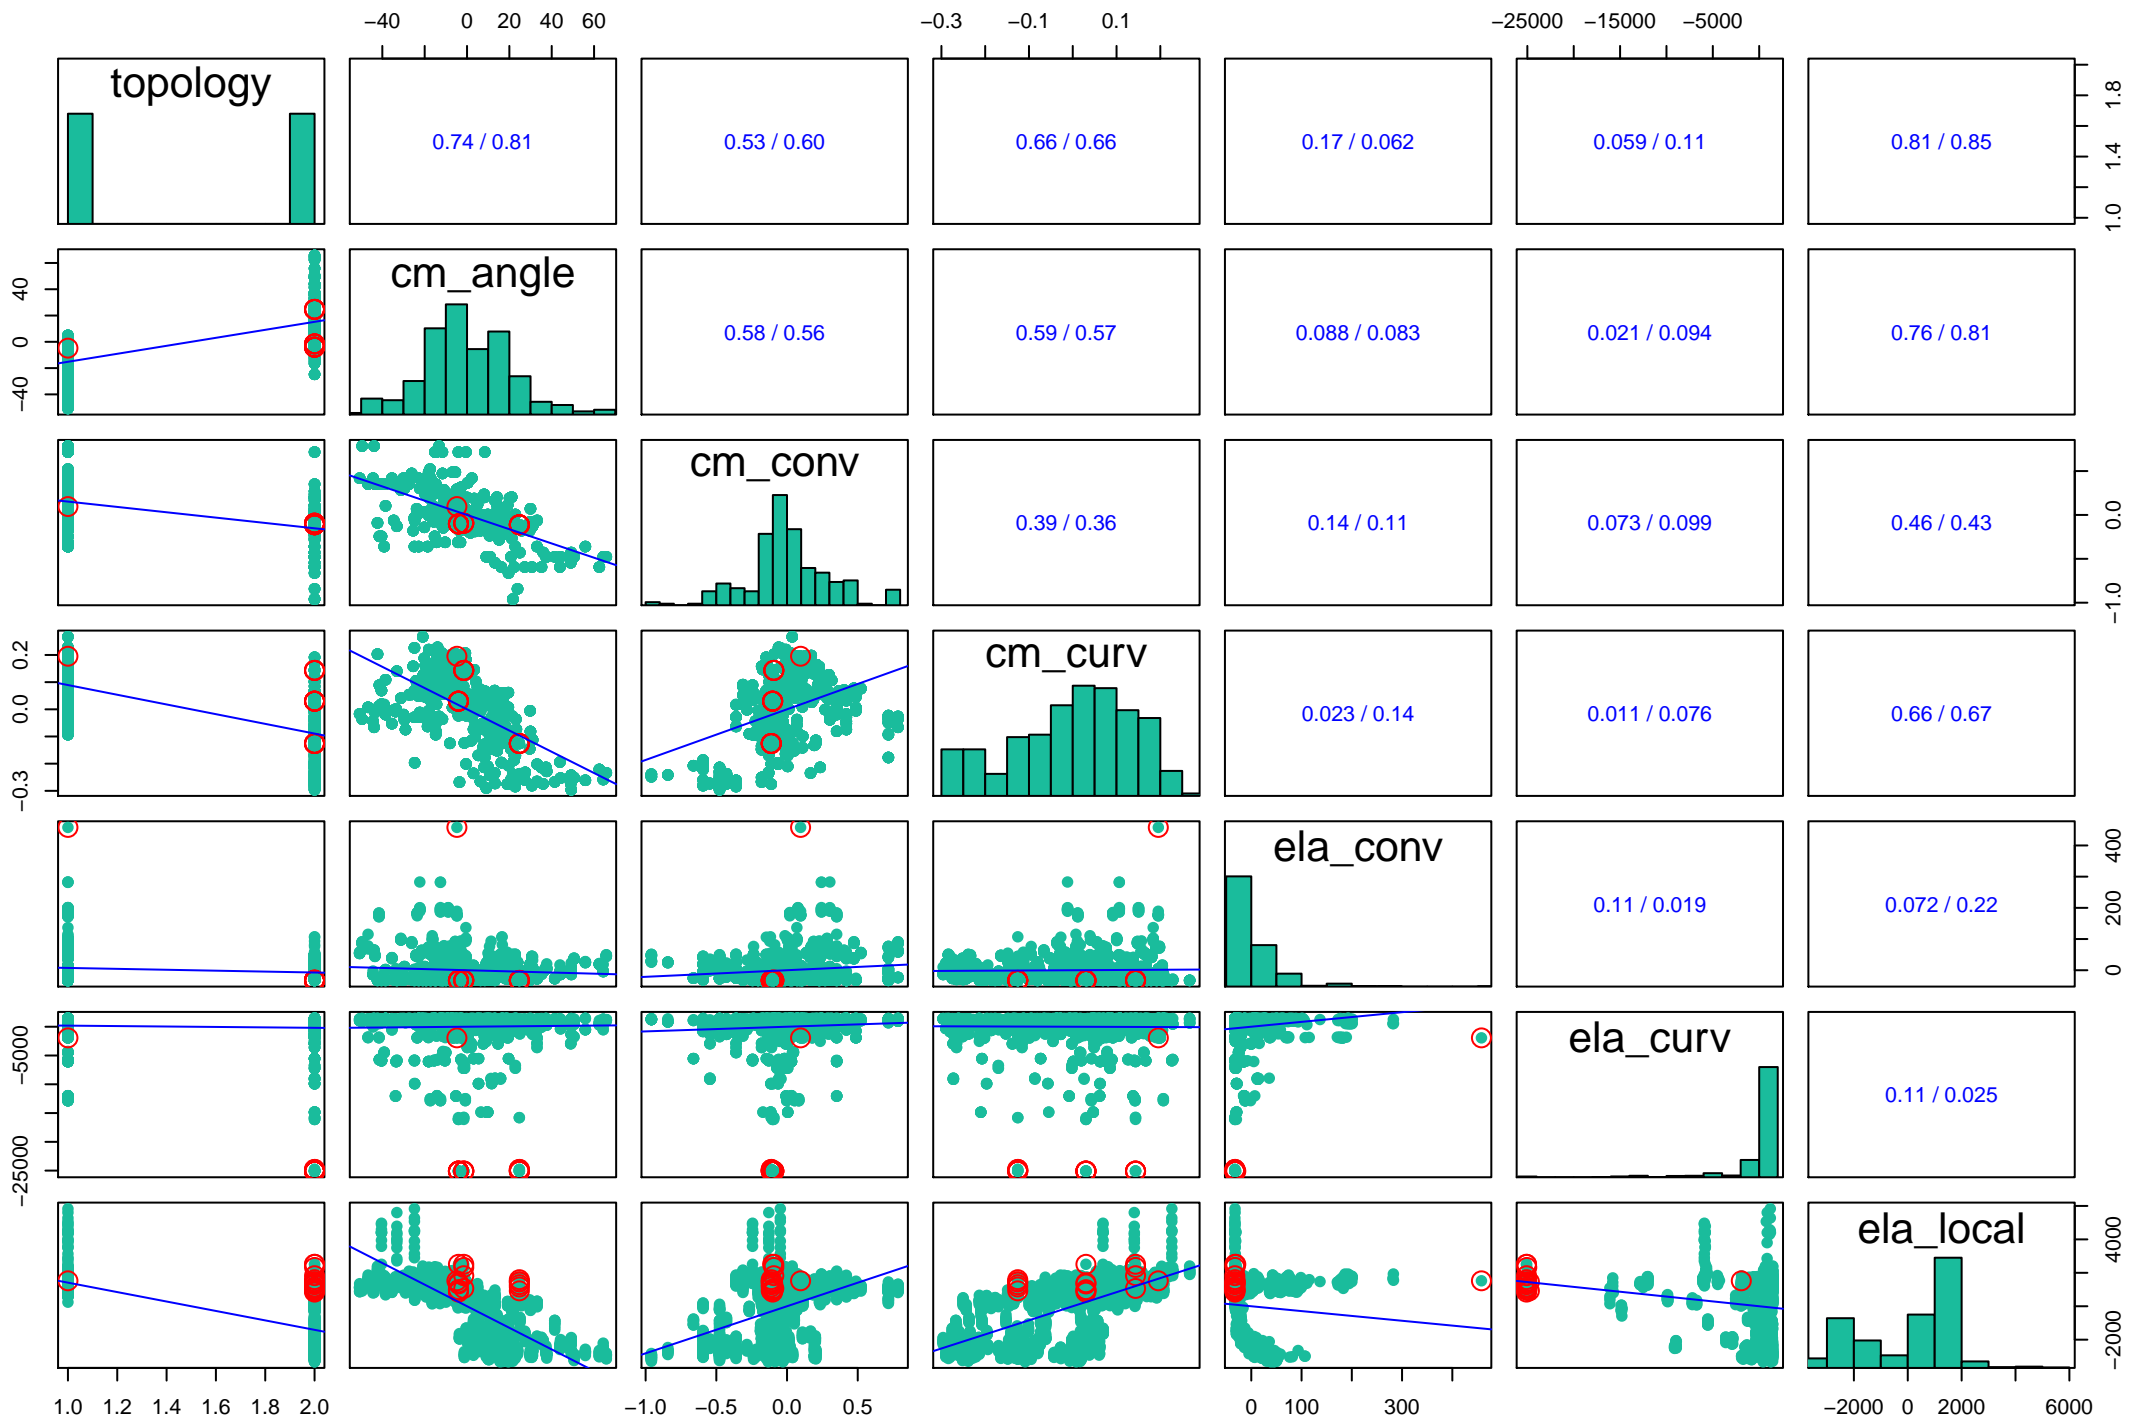 −40 0 20 40 60 −0.3 −0.1 0.1 −25000 −15000 −5000
topology 0.74 / 0.81 0.53 / 0.60 0.66 / 0.66 0.17 / 0.062 0.059 / 0.11 0.81 / 0.85 1.0 1.4 1.8
−40 0 40 cm_angle 0.58 / 0.56 0.59 / 0.57 0.088 / 0.083 0.021 / 0.094 0.76 / 0.81
cm_conv 0.39 / 0.36 0.14 / 0.11 0.073 / 0.099 0.46 / 0.43 −1.0 0.0
−0.3 0.0 0.2 cm_curv 0.023 / 0.14 0.011 / 0.076 0.66 / 0.67
ela_conv 0.11 / 0.019 0.072 / 0.22 0 200 400
−25000 −5000 ela_curv 0.11 / 0.025
ela_local −2000 4000
1.0 1.2 1.4 1.6 1.8 2.0 −1.0 −0.5 0.0 0.5 0 100 300 −2000 0 2000 6000